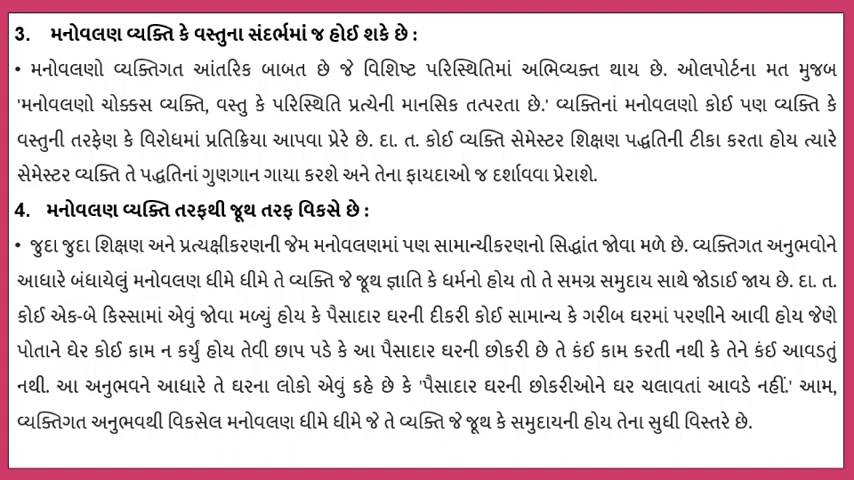 3. મનોવલણ વ્યક્તિ કે વસ્તુના સંદર્ભમાં જ હોઈ શકે છે :
• મનોવલણો વ્યક્તિગત આંતરિક બાબત છે જે વિશિષ્ટ પરિસ્થિતિમાં અભિવ્યક્ત થાય છે. ઓલપોર્ટના મત મુજબ
'મનોવલણો ચોક્કસ વ્યક્તિ, વસ્તુ કે પરિસ્થિતિ પ્રત્યેની માનસિક તત્પરતા છે.' વ્યક્તિનાં મનોવલણો કોઈ પણ વ્યક્તિ કે
વસ્તુની તરફેણ કે વિરોધમાં પ્રતિક્રિયા આપવા પ્રેરે છે. દા. ત. કોઈ વ્યક્તિ સેમેસ્ટર શિક્ષણ પદ્ધતિની ટીકા કરતા હોય ત્યારે
સેમેસ્ટર વ્યક્તિ તે પદ્ધતિનાં ગુણગાન ગાયા કરશે અને તેના ફાયદાઓ જ દર્શાવવા પ્રેરાશે.
4. મનોવલણ વ્યક્તિ તરફથી જૂથ તરફ વિકસે છે :
• જુદા જુદા શિક્ષણ અને પ્રત્યક્ષીકરણની જેમ મનોવલણમાં પણ સામાન્યીકરણનો સિદ્ધાંત જોવા મળે છે. વ્યક્તિગત અનુભવોને
આધારે બંધાયેલું મનોવલણ ધીમે ધીમે તે વ્યક્તિ જે જૂથ જ્ઞાતિ કે ધર્મનો હોય તો તે સમગ્ર સમુદાય સાથે જોડાઈ જાય છે. દા. ત.
કોઈ એક-બે કિસ્સામાં એવું જોવા મળ્યું હોય કે પૈસાદાર ઘરની દીકરી કોઈ સામાન્ય કે ગરીબ ઘરમાં પરણીને આવી હોય જેણે
પોતાને ઘેર કોઈ કામ ન કર્યું હોય તેવી છાપ પડે કે આ પૈસાદાર ઘરની છોકરી છે તે કંઈ કામ કરતી નથી કે તેને કંઈ આવડતું
નથી. આ અનુભવને આધારે તે ઘરના લોકો એવું કહે છે કે 'પૈસાદાર ઘરની છોકરીઓને ઘર ચલાવતાં આવડે નહીં.' આમ,
વ્યક્તિગત અનુભવથી વિકસેલ મનોવલણ ધીમે ધીમે જે તે વ્યક્તિ જે જૂથ કે સમુદાયની હોય તેના સુધી વિસ્તરે છે.